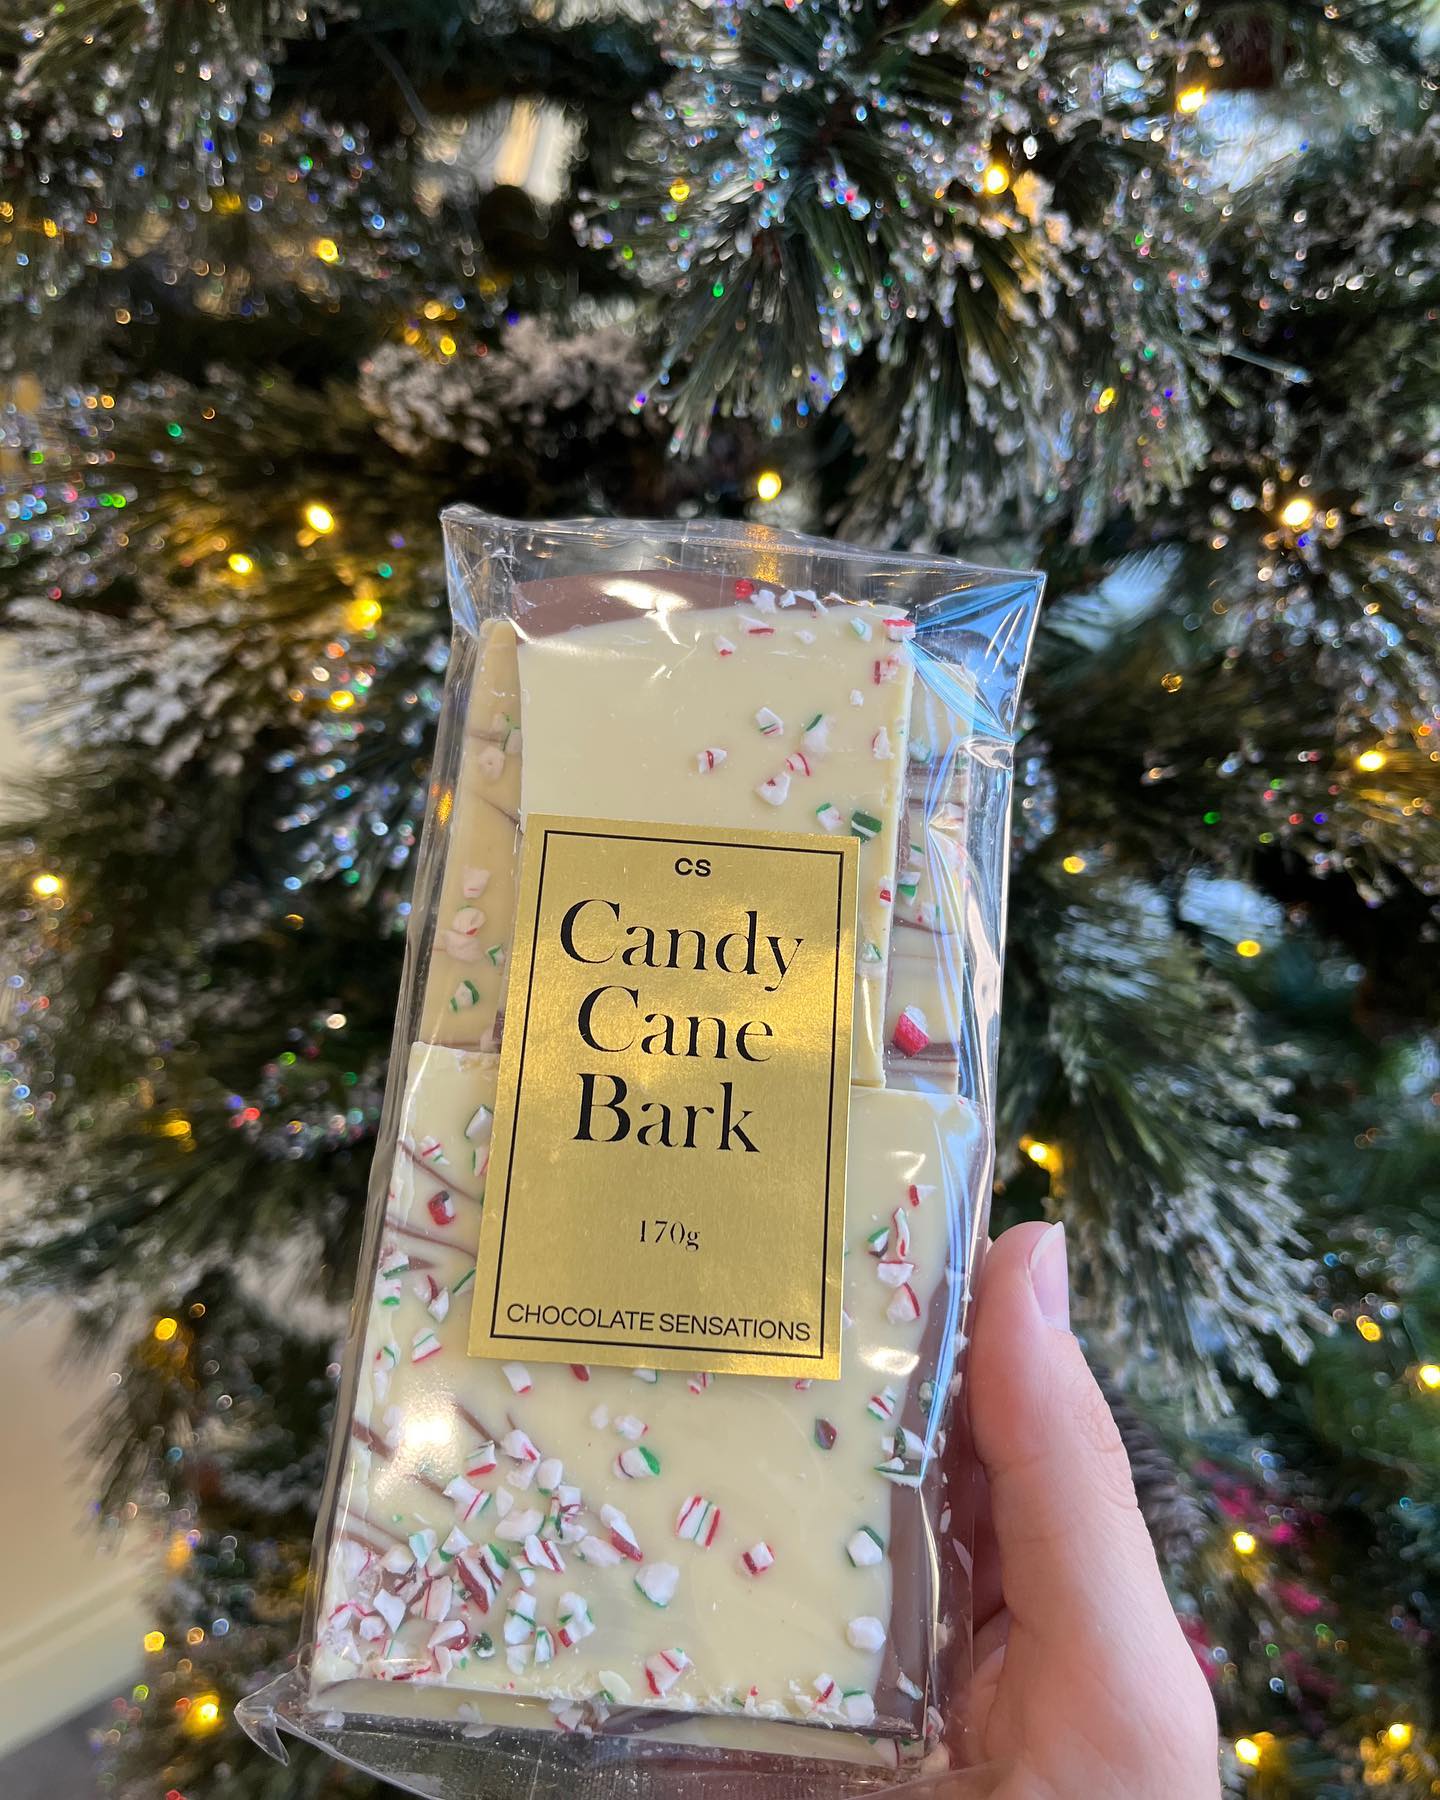 CS
Candy
Cane
Bark
170g
CHOCOLATE SENSATIONS